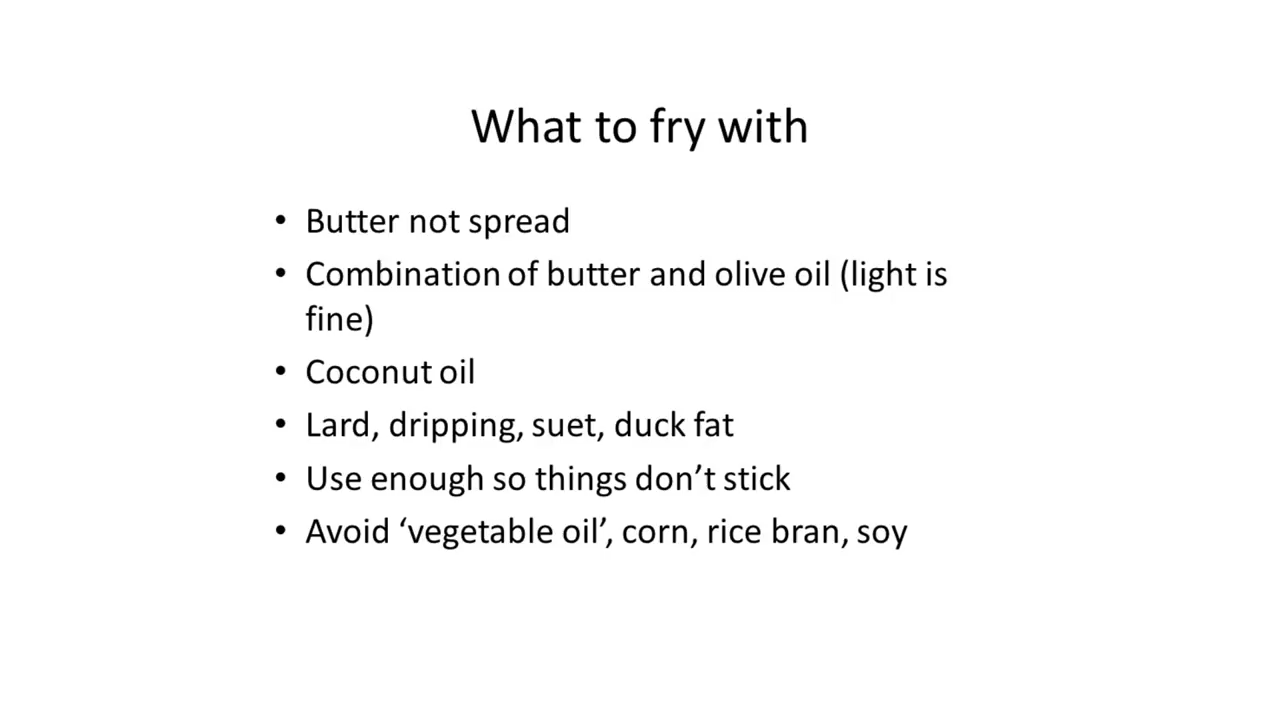 What to fry with
• Butter not spread
• Combination of butter and olive oil (light is
fine)
• Coconut oil
• Lard, dripping, suet, duck fat
• Use enough so things don’t stick
• Avoid ‘vegetable oil’, corn, rice bran, soy